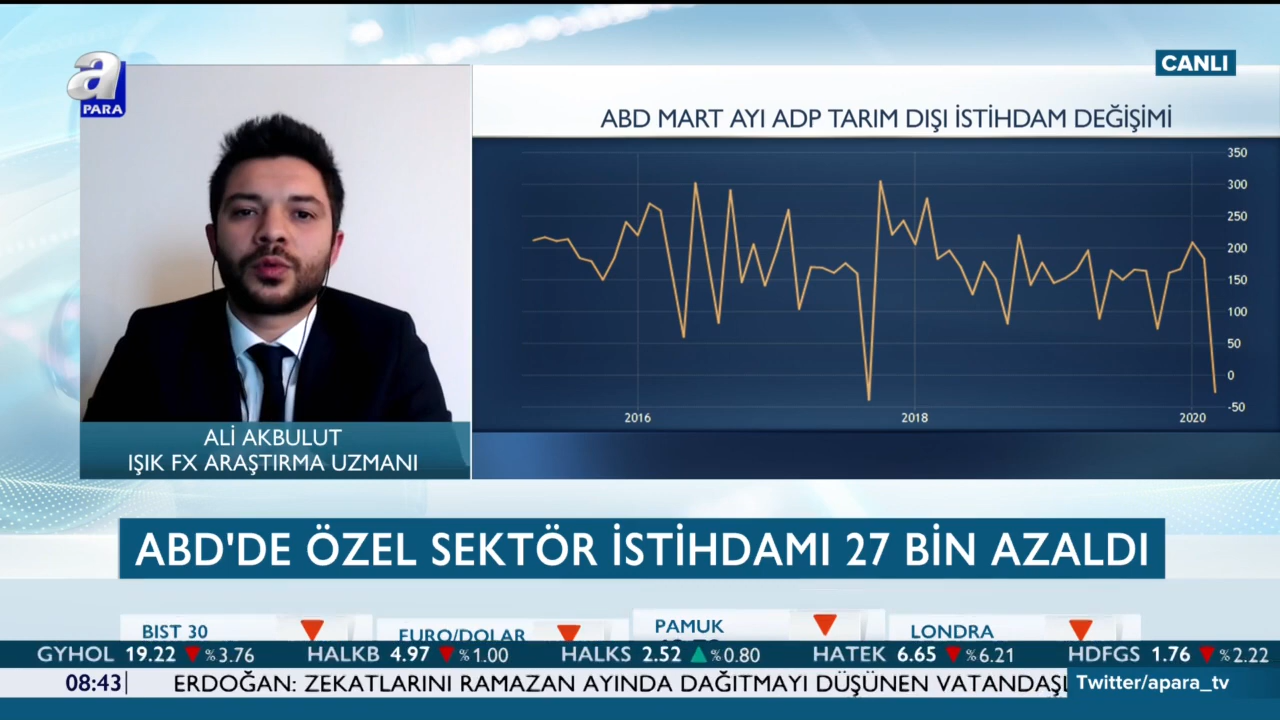 a
PARA
CANLI
ABD MART AYI ADP TARIM DIŞI İSTİHDAM DEĞİŞİMİ
350
300
250
200
150
100
50
0
-50
2016
2018
2020
ALİ AKBULUT
IŞIK FX ARAŞTIRMA UZMANI
ABD'DE ÖZEL SEKTÖR İSTİHDAMI 27 BİN AZALDI
BIST 30
EURO/DOLAR
PAMUK
LONDRA
GYHOL 19.22 ▼ %3.76 HALKB 4.97 ▼ %1.00 HALKS 2.52 ▲ %0.80 HATEK 6.65 ▼ %6.21 HDFGS 1.76 ▼ %2.22
08:43 ERDOĞAN: ZEKATLARINI RAMAZAN AYINDA DAĞITMAYI DÜŞÜNEN Twitter/apara_tv